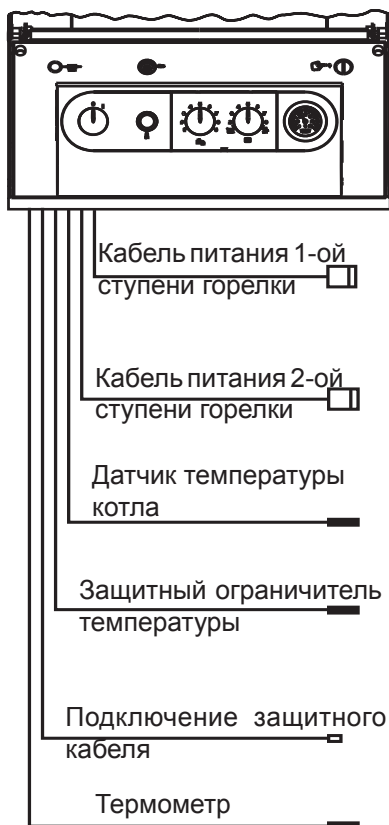 Кабель питания 1-ой
ступени горелки
Кабель питания 2-ой
ступени горелки
Датчик температуры
котла
Защитный ограничитель
температуры
Подключение защитного
кабеля
Термометр